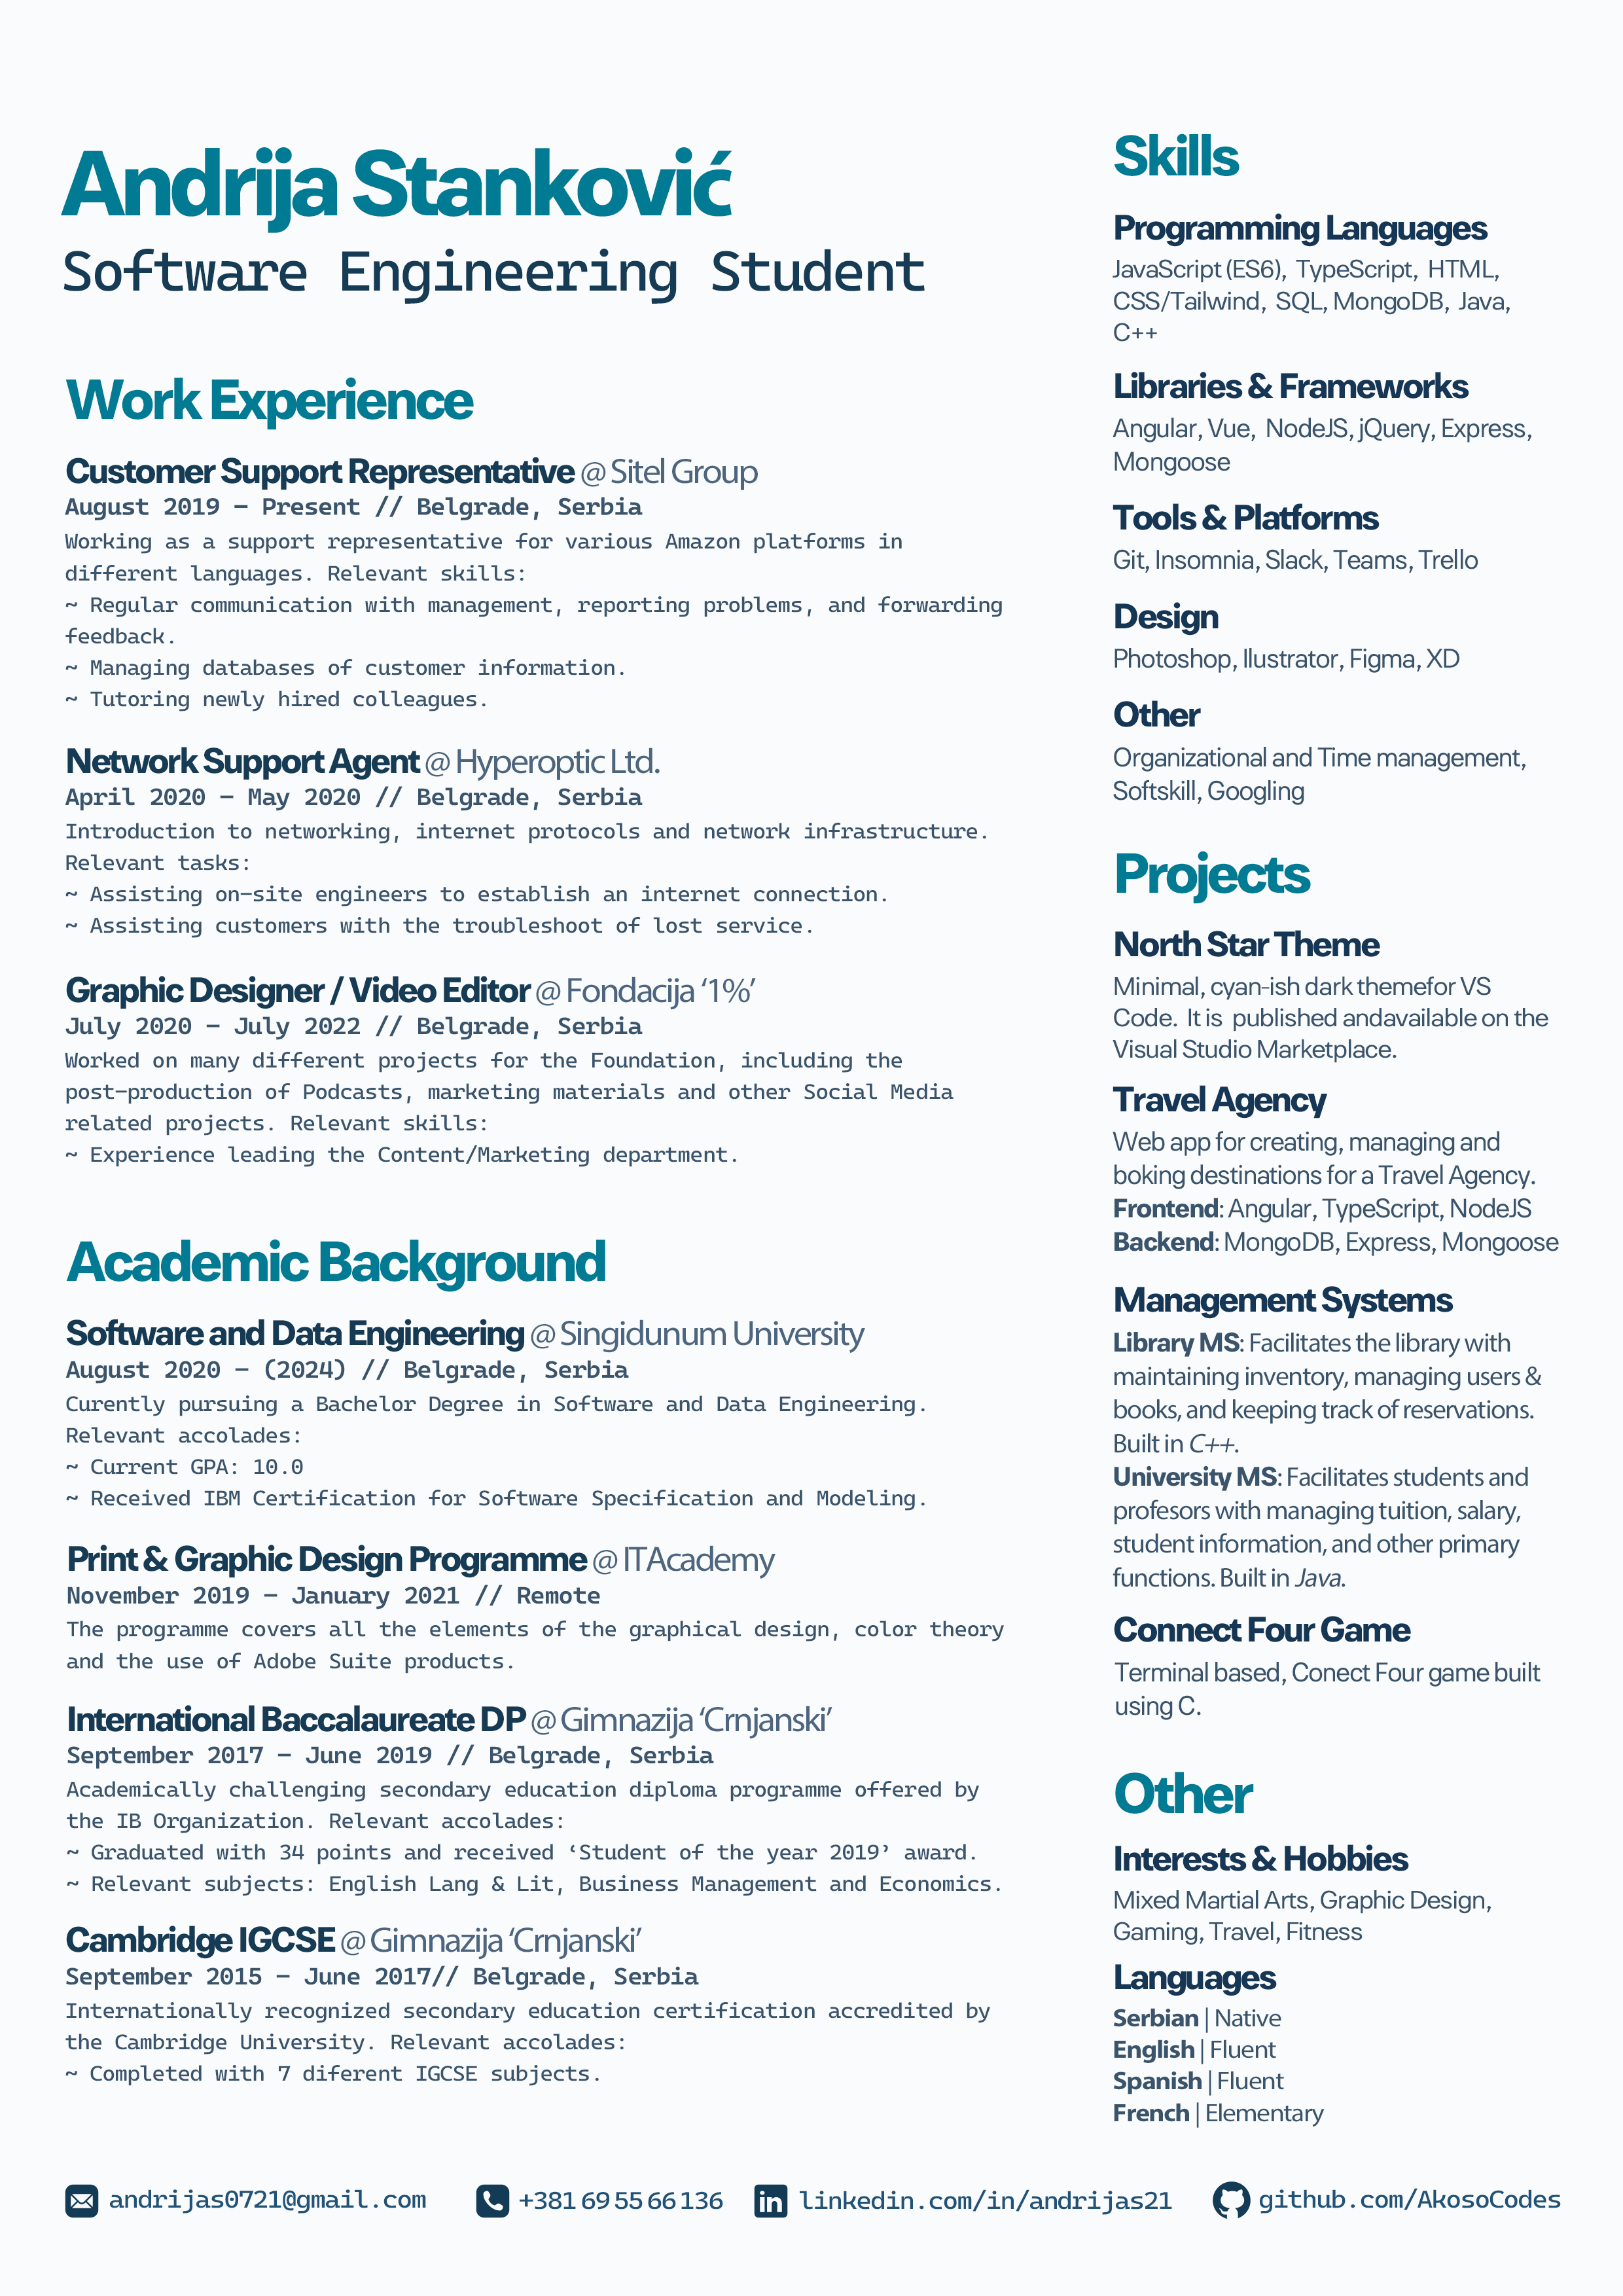 Andrija Stanković
Software Engineering Student
Work Experience
Customer Support Representative @ Sitel Group
August 2019 – Present // Belgrade, Serbia
Working as a support representative for various Amazon platforms in
different languages. Relevant skills:
~ Regular communication with management, reporting problems, and forwarding
feedback.
~ Managing databases of customer information.
~ Tutoring newly hired colleagues.
Network Support Agent @ Hyperoptic Ltd.
April 2020 – May 2020 // Belgrade, Serbia
Introduction to networking, internet protocols and network infrastructure.
Relevant tasks:
~ Assisting on-site engineers to establish an internet connection.
~ Assisting customers with the troubleshoot of lost service.
Graphic Designer / Video Editor @ Fondacija ‘1%’
July 2020 – July 2022 // Belgrade, Serbia
Worked on many different projects for the Foundation, including the
post-production of Podcasts, marketing materials and other Social Media
related projects. Relevant skills:
~ Experience leading the Content/Marketing department.
Academic Background
Software and Data Engineering @ Singidunum University
August 2020 – (2024) // Belgrade, Serbia
Curently pursuing a Bachelor Degree in Software and Data Engineering.
Relevant accolades:
~ Current GPA: 10.0
~ Received IBM Certification for Software Specification and Modeling.
Print & Graphic Design Programme @ ITAcademy
November 2019 – January 2021 // Remote
The programme covers all the elements of the graphical design, color theory
and the use of Adobe Suite products.
International Baccalaureate DP @ Gimnazija ‘Crnjanski’
September 2017 – June 2019 // Belgrade, Serbia
Academically challenging secondary education diploma programme offered by
the IB Organization. Relevant accolades:
~ Graduated with 34 points and received ‘Student of the year 2019’ award.
~ Relevant subjects: English Lang & Lit, Business Management and Economics.
Cambridge IGCSE @ Gimnazija ‘Crnjanski’
September 2015 – June 2017// Belgrade, Serbia
Internationally recognized secondary education certification accredited by
the Cambridge University. Relevant accolades:
~ Completed with 7 diferent IGCSE subjects.
Skills
Programming Languages
JavaScript (ES6), TypeScript, HTML,
CSS/Tailwind, SQL, MongoDB, Java,
C++
Libraries & Frameworks
Angular, Vue, NodeJS, jQuery, Express,
Mongoose
Tools & Platforms
Git, Insomnia, Slack, Teams, Trello
Design
Photoshop, Ilustrator, Figma, XD
Other
Organizational and Time management,
Softskill, Googling
Projects
North Star Theme
Minimal, cyan-ish dark themefor VS
Code. It is published andavailable on the
Visual Studio Marketplace.
Travel Agency
Web app for creating, managing and
boking destinations for a Travel Agency.
Frontend: Angular, TypeScript, NodeJS
Backend: MongoDB, Express, Mongoose
Management Systems
Library MS: Facilitates the library with
maintaining inventory, managing users &
books, and keeping track of reservations.
Built in C++.
University MS: Facilitates students and
profesors with managing tuition, salary,
student information, and other primary
functions. Built in Java.
Connect Four Game
Terminal based, Conect Four game built
using C.
Other
Interests & Hobbies
Mixed Martial Arts, Graphic Design,
Gaming, Travel, Fitness
Languages
Serbian | Native
English | Fluent
Spanish | Fluent
French | Elementary
andrijas0721@gmail.com +381 69 55 66 136 linkedin.com/in/andrijas21 github.com/AkosoCodes